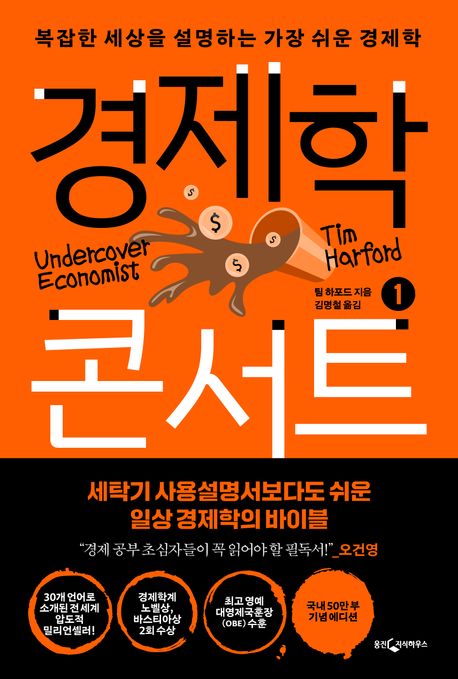 복잡한 세상을 설명하는 가장 쉬운 경제학
경제학
Undercover
Economist
Tim
Harford
$
$
$
$
팀 하포드 지음
김명철 옮김
1
콘서트
세탁기 사용설명서보다도 쉬운
일상 경제학의 바이블
“경제 공부 초심자들이 꼭 읽어야 할 필독서!”_오건영
30개 언어로
소개된 전 세계
압도적
밀리언셀러!
경제학계
노벨상,
바스티아상
2회 수상
최고 영예
대영제국훈장
(OBE) 수훈
국내 50만 부
기념 에디션
웅진 지식하우스